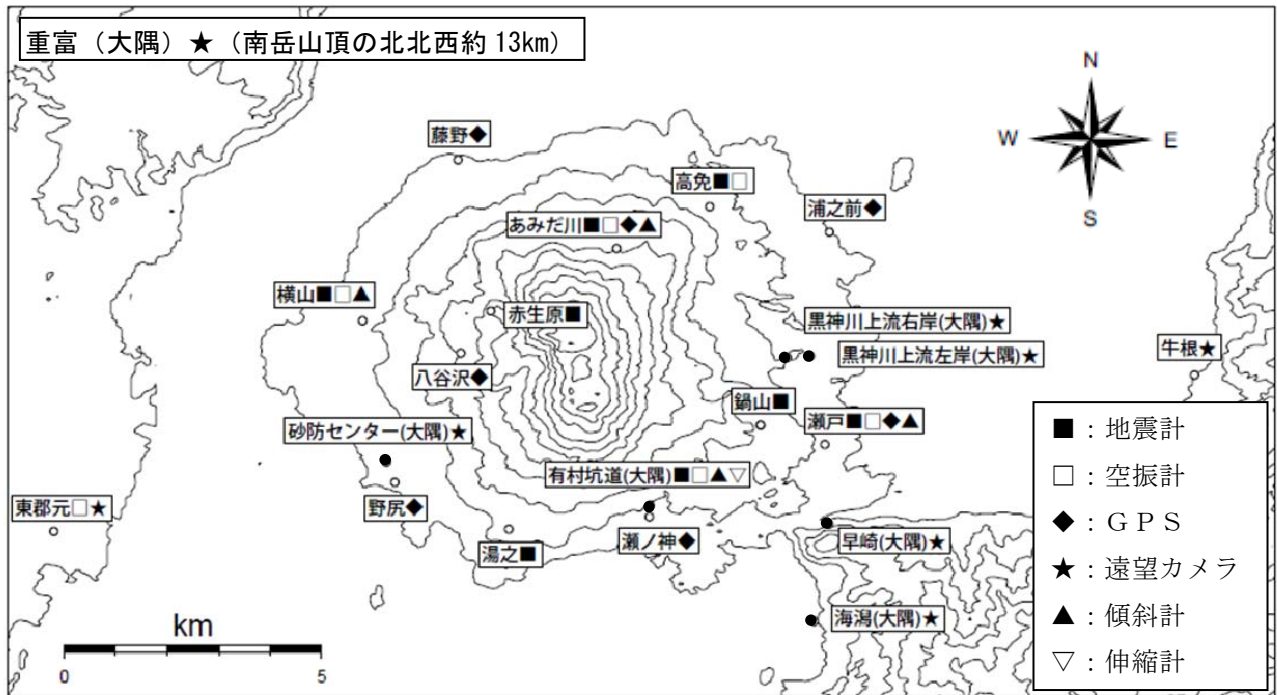 重富（大隅）★（南岳山頂の北北西約 13km）
N
W
E
S
藤野◆
高免■□
浦之前◆
あみだ川■□◆▲
横山■□▲
赤生原■
黒神川上流右岸(大隅)★
黒神川上流左岸(大隅)★
牛根★
八谷沢◆
鍋山■
瀬戸■□◆▲
砂防センター(大隅)★
有村坑道(大隅)■□▲▽
東郡元□★
野尻◆
湯之■
瀬ノ神◆
早崎(大隅)★
海潟(大隅)★
km
0
5
■：地震計
□：空振計
◆：ＧＰＳ
★：遠望カメラ
▲：傾斜計
▽：伸縮計